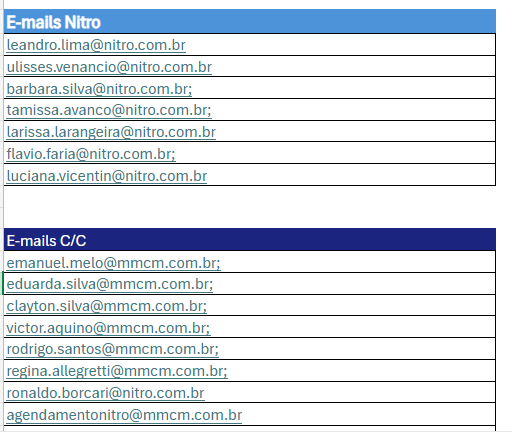 E-mails Nitro
leandro.lima@nitro.com.br
ulisses.venancio@nitro.com.br
barbara.silva@nitro.com.br;
tamissa.avanco@nitro.com.br;
larissa.larangeira@nitro.com.br
flavio.faria@nitro.com.br;
luciana.vicentin@nitro.com.br
E-mails C/C
emanuel.melo@mmcm.com.br;
eduarda.silva@mmcm.com.br;
clayton.silva@mmcm.com.br;
victor.aquino@mmcm.com.br;
rodrigo.santos@mmcm.com.br;
regina.allegretti@mmcm.com.br;
ronaldo.borcari@nitro.com.br
agendamentonitro@mmcm.com.br